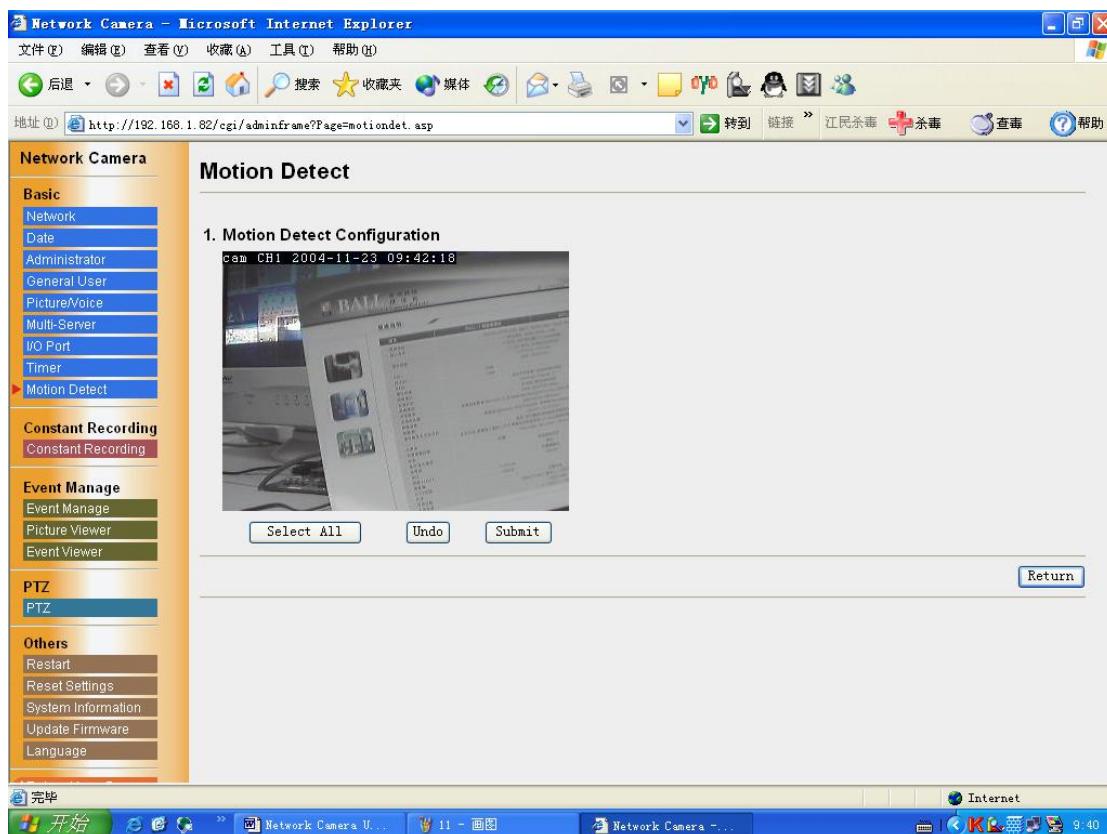 Network Camera - Microsoft Internet Explorer
文件(F) 编辑(E) 查看(V) 收藏(A) 工具(T) 帮助(H)
后退 搜索 收藏夹 媒体
地址(D) http://192.168.1.82/cgi/adminframe?Page=motiondet.asp 转到 链接 » 江民杀毒 杀毒 查毒 帮助
Network Camera
Basic
Network
Date
Administrator
General User
Picture/Voice
Multi-Server
I/O Port
Timer
Motion Detect
Constant Recording
Constant Recording
Event Manage
Event Manage
Picture Viewer
Event Viewer
PTZ
PTZ
Others
Restart
Reset Settings
System Information
Update Firmware
Language
Motion Detect
1. Motion Detect Configuration
cam CH1 2004-11-23 09:42:18
BALL
Select All Undo Submit
Return
完毕 Internet
开始 » Network Camera U... 11 - 画图 Network Camera -... 9:40